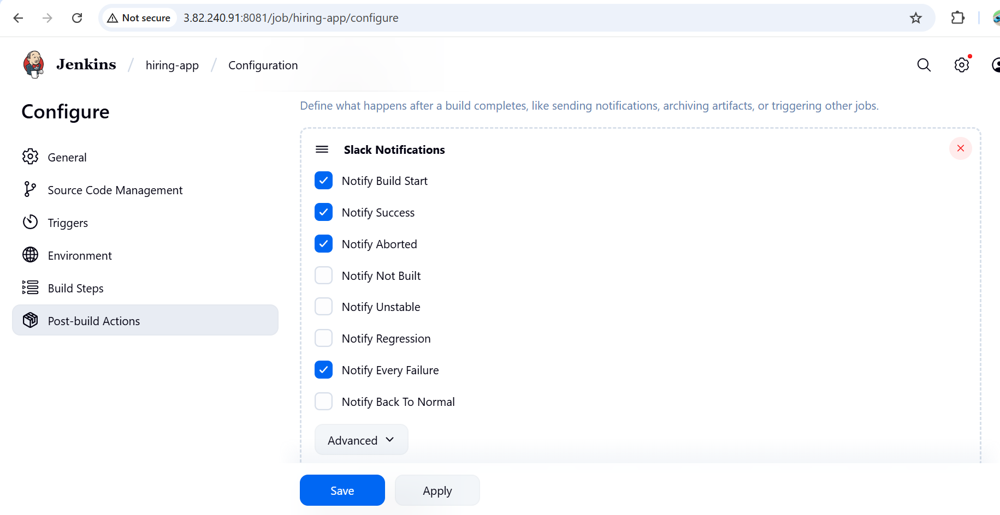 Not secure 3.82.240.91:8081/job/hiring-app/configure
Jenkins / hiring-app / Configuration
Configure
General
Source Code Management
Triggers
Environment
Build Steps
Post-build Actions
Define what happens after a build completes, like sending notifications, archiving artifacts, or triggering other jobs.
Slack Notifications
Notify Build Start
Notify Success
Notify Aborted
Notify Not Built
Notify Unstable
Notify Regression
Notify Every Failure
Notify Back To Normal
Advanced
Save Apply